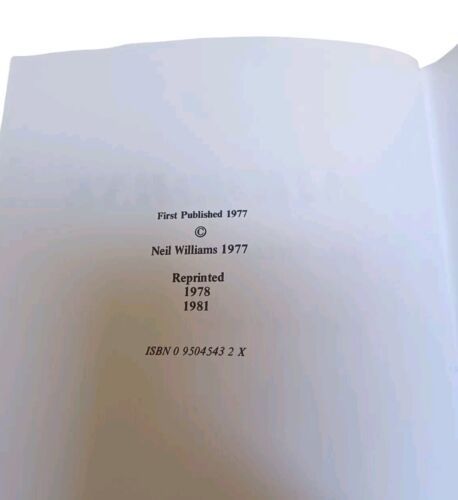 First Published 1977
©
Neil Williams 1977
Reprinted
1978
1981
ISBN 0 9504543 2 X